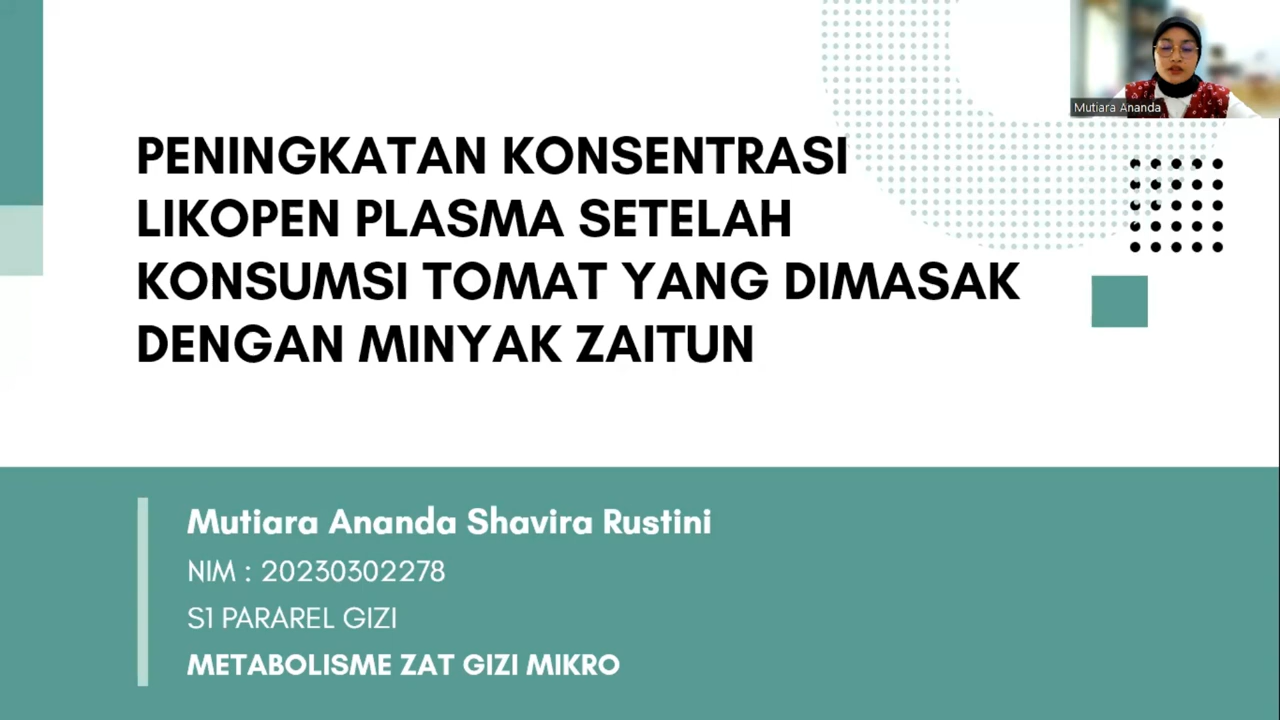 Mutiara Ananda
PENINGKATAN KONSENTRASI
LIKOPEN PLASMA SETELAH
KONSUMSI TOMAT YANG DIMASAK
DENGAN MINYAK ZAITUN
Mutiara Ananda Shavira Rustini
NIM : 20230302278
S1 PARAREL GIZI
METABOLISME ZAT GIZI MIKRO